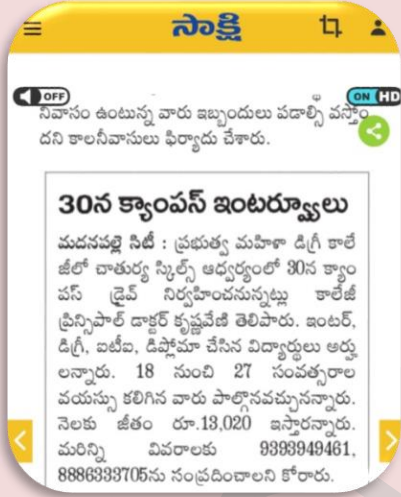 సాక్షి
OFF
ON HD
నివాసం ఉంటున్న వారు ఇబ్బందులు పడాల్సి వస్తోం
దని కాలనీవాసులు ఫిర్యాదు చేశారు.
30న క్యాంపస్ ఇంటర్వ్యూలు
మదనపల్లె సిటీ : ప్రభుత్వ మహిళా డిగ్రీ కాలే
జీలో చాతుర్య స్కిల్స్ ఆధ్వర్యంలో 30న క్యాం
పస్ డ్రైవ్ నిర్వహించనున్నట్లు కాలేజీ
ప్రిన్సిపాల్ డాక్టర్ కృష్ణవేణి తెలిపారు. ఇంటర్,
డిగ్రీ, ఐటీఐ, డిప్లోమా చేసిన విద్యార్థులు అర్హు
లన్నారు. 18 నుంచి 27 సంవత్సరాల
వయస్సు కలిగిన వారు పాల్గొనవచ్చునన్నారు.
నెలకు జీతం రూ.13,020 ఇస్తారన్నారు.
మరిన్ని వివరాలకు 9393949461,
8886333705ను సంప్రదించాలని కోరారు.